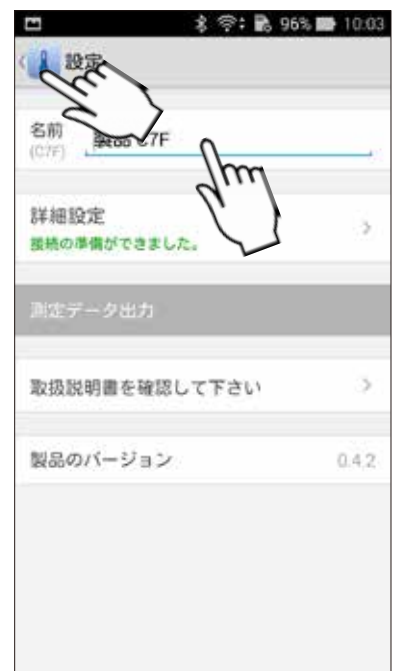 96% 10:03
設定
名前
(C7F)
製品 C7F
詳細設定
接続の準備ができました。
測定データ出力
取扱説明書を確認して下さい
製品のバージョン 0.4.2